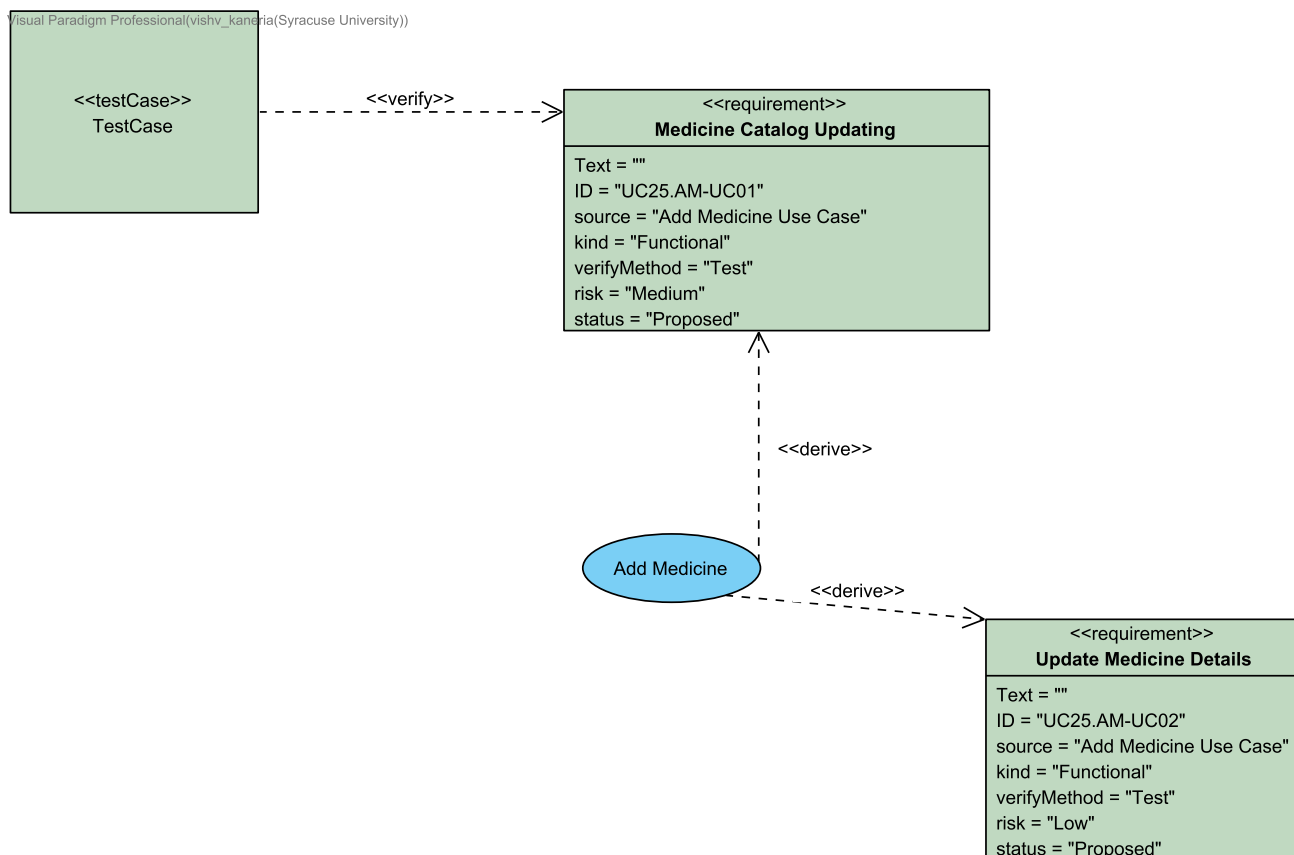 Visual Paradigm Professional(vishv_kaneria(Syracuse University))
<<testCase>>
TestCase
<<verify>>
<<requirement>>
Medicine Catalog Updating
Text = ""
ID = "UC25.AM-UC01"
source = "Add Medicine Use Case"
kind = "Functional"
verifyMethod = "Test"
risk = "Medium"
status = "Proposed"
<<derive>>
Add Medicine
<<derive>>
<<requirement>>
Update Medicine Details
Text = ""
ID = "UC25.AM-UC02"
source = "Add Medicine Use Case"
kind = "Functional"
verifyMethod = "Test"
risk = "Low"
status = "Proposed"